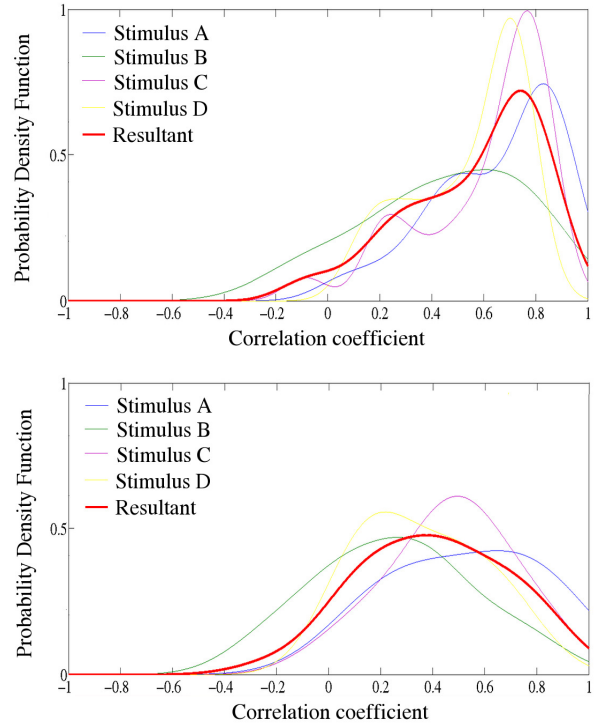 1
Stimulus A
Stimulus B
Stimulus C
Stimulus D
Resultant
0.5
0
Probability Density Function
−1 −0.8 −0.6 −0.4 −0.2 0 0.2 0.4 0.6 0.8 1
Correlation coefficient
1
Stimulus A
Stimulus B
Stimulus C
Stimulus D
Resultant
0.5
0
Probability Density Function
−1 −0.8 −0.6 −0.4 −0.2 0 0.2 0.4 0.6 0.8 1
Correlation coefficient